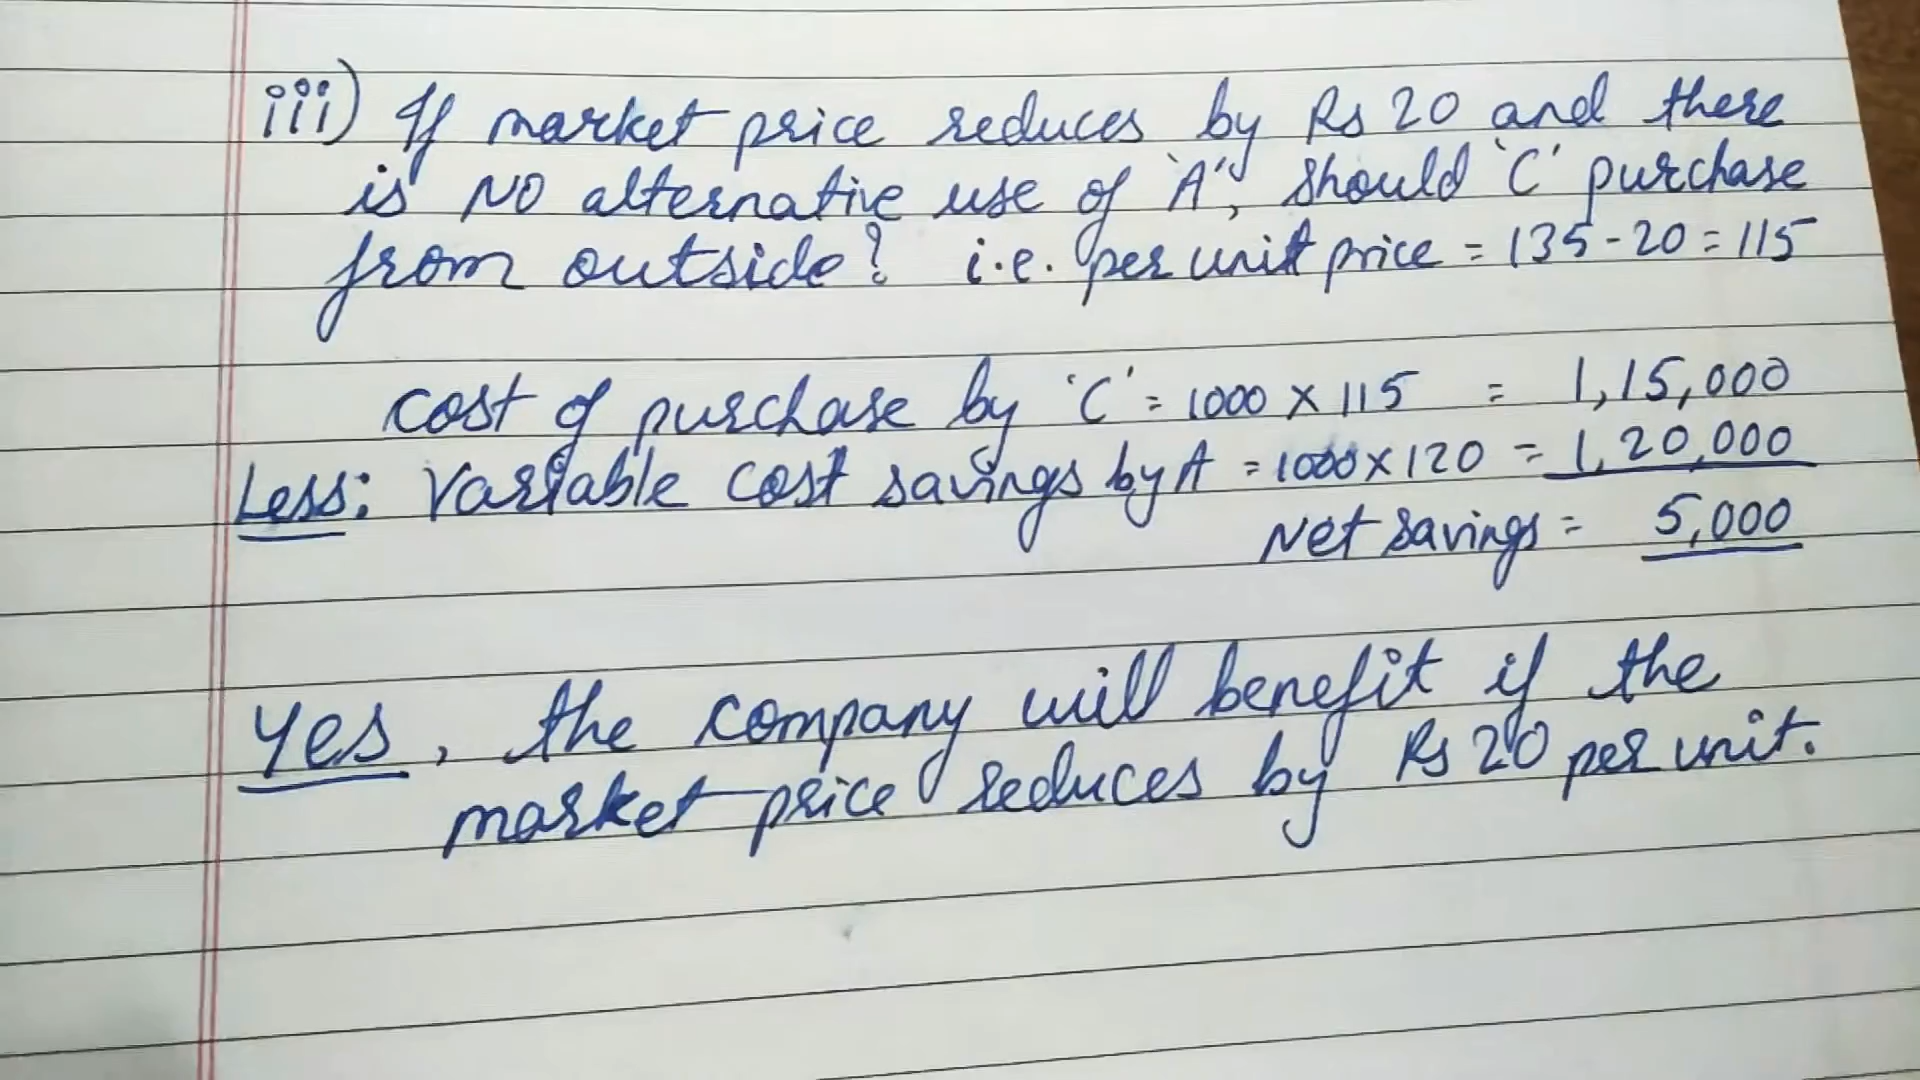 iii) If market price reduces by Rs 20 and there
is NO alternative use of 'A', should 'C' purchase
from outside? i.e. per unit price = 135 - 20 = 115
cost of purchase by 'C' = 1000 x 115 = 1,15,000
Less: Variable cost savings by A = 1000 x 120 = 1,20,000
Net savings = 5,000
Yes, the company will benefit if the
market price reduces by Rs 20 per unit.